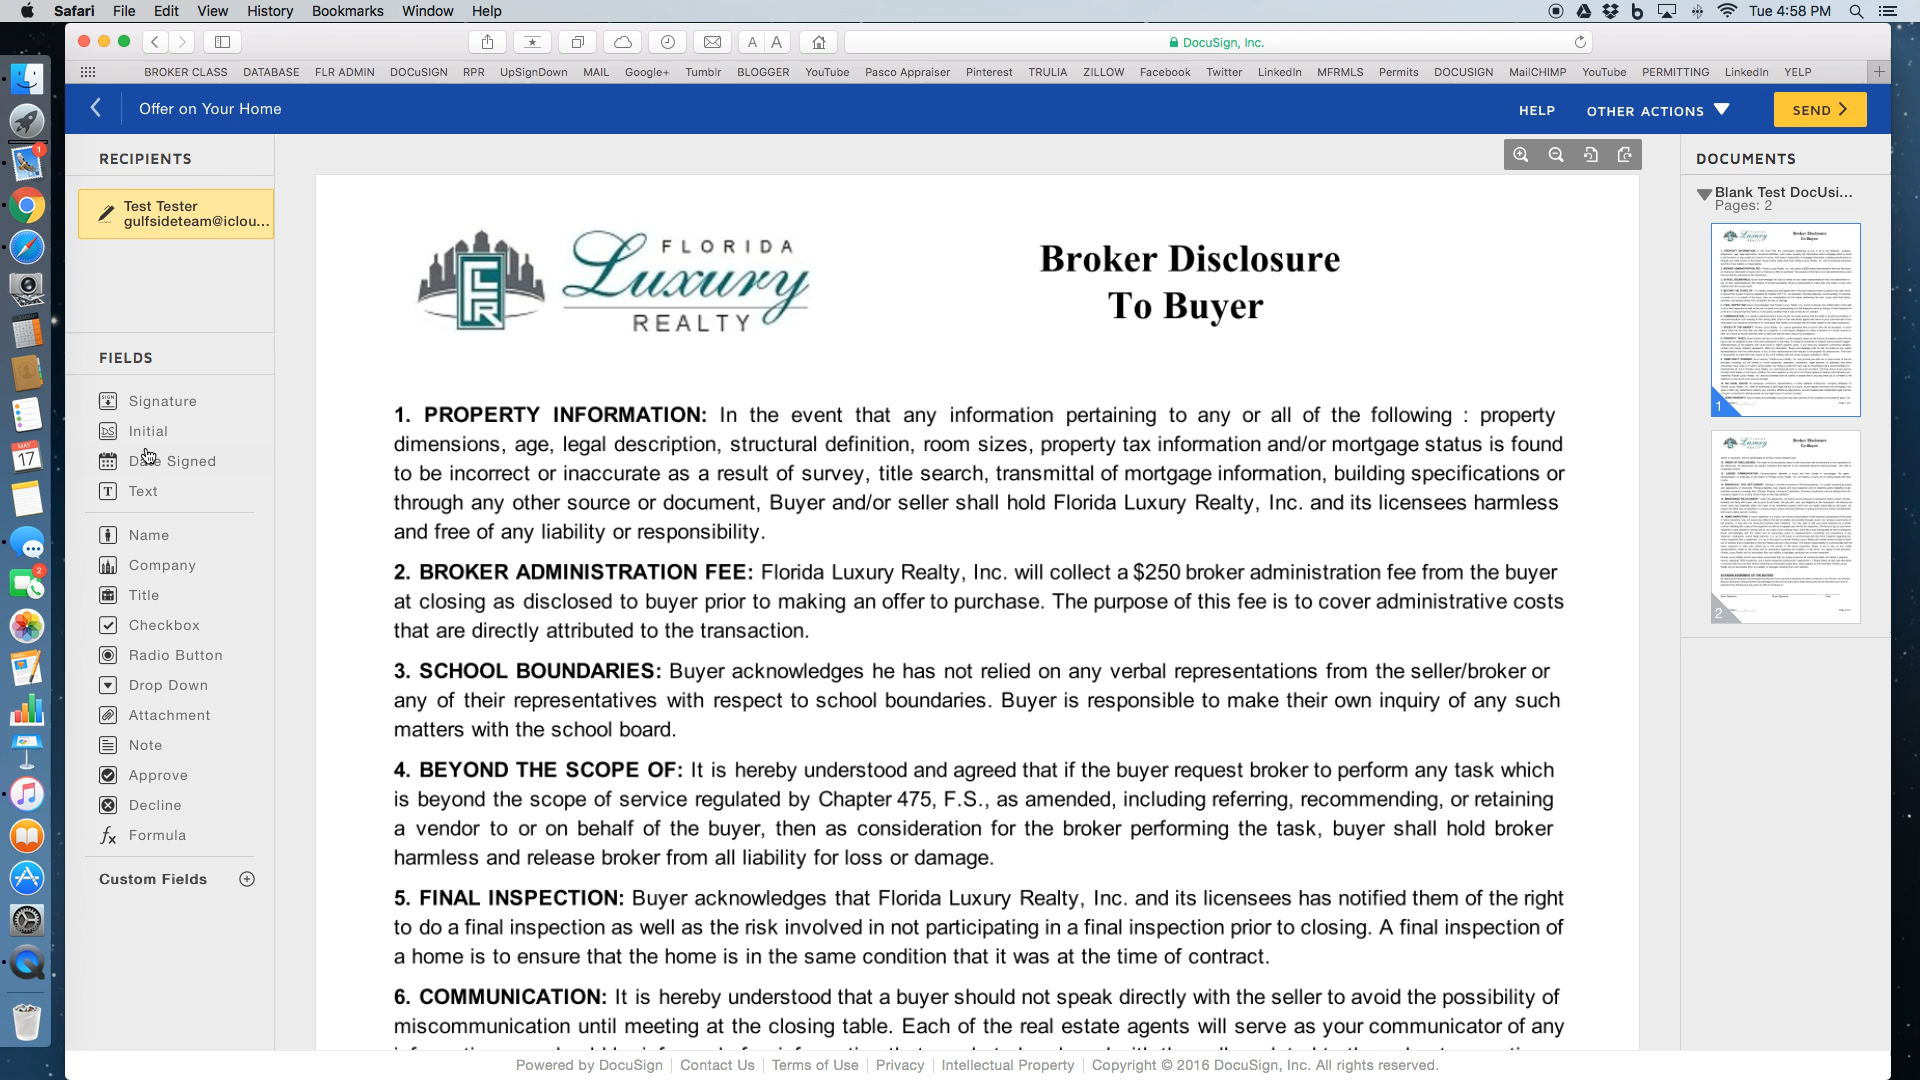 Safari File Edit View History Bookmarks Window Help Tue 4:58 PM
DocuSign, Inc.
BROKER CLASS DATABASE FLR ADMIN DOCuSIGN RPR UpSignDown MAIL Google+ Tumblr BLOGGER YouTube Pasco Appraiser Pinterest TRULIA ZILLOW Facebook Twitter LinkedIn MFRMLS Permits DOCUSIGN MailCHIMP YouTube PERMITTING LinkedIn YELP
Offer on Your Home HELP OTHER ACTIONS SEND
RECIPIENTS
Test Tester
gulfsideteam@iclou...
FIELDS
Signature
Initial
Date Signed
Text
Name
Company
Title
Checkbox
Radio Button
Drop Down
Attachment
Note
Approve
Decline
Formula
Custom Fields
FLORIDA
Luxury
REALTY
Broker Disclosure
To Buyer
1. PROPERTY INFORMATION: In the event that any information pertaining to any or all of the following : property
dimensions, age, legal description, structural definition, room sizes, property tax information and/or mortgage status is found
to be incorrect or inaccurate as a result of survey, title search, transmittal of mortgage information, building specifications or
through any other source or document, Buyer and/or seller shall hold Florida Luxury Realty, Inc. and its licensees harmless
and free of any liability or responsibility.
2. BROKER ADMINISTRATION FEE: Florida Luxury Realty, Inc. will collect a $250 broker administration fee from the buyer
at closing as disclosed to buyer prior to making an offer to purchase. The purpose of this fee is to cover administrative costs
that are directly attributed to the transaction.
3. SCHOOL BOUNDARIES: Buyer acknowledges he has not relied on any verbal representations from the seller/broker or
any of their representatives with respect to school boundaries. Buyer is responsible to make their own inquiry of any such
matters with the school board.
4. BEYOND THE SCOPE OF: It is hereby understood and agreed that if the buyer request broker to perform any task which
is beyond the scope of service regulated by Chapter 475, F.S., as amended, including referring, recommending, or retaining
a vendor to or on behalf of the buyer, then as consideration for the broker performing the task, buyer shall hold broker
harmless and release broker from all liability for loss or damage.
5. FINAL INSPECTION: Buyer acknowledges that Florida Luxury Realty, Inc. and its licensees has notified them of the right
to do a final inspection as well as the risk involved in not participating in a final inspection prior to closing. A final inspection of
a home is to ensure that the home is in the same condition that it was at the time of contract.
6. COMMUNICATION: It is hereby understood that a buyer should not speak directly with the seller to avoid the possibility of
miscommunication until meeting at the closing table. Each of the real estate agents will serve as your communicator of any
DOCUMENTS
Blank Test DocuSi...
Pages: 2
1
2
MAY
17
Powered by DocuSign Contact Us Terms of Use Privacy Intellectual Property Copyright © 2016 DocuSign, Inc. All rights reserved.